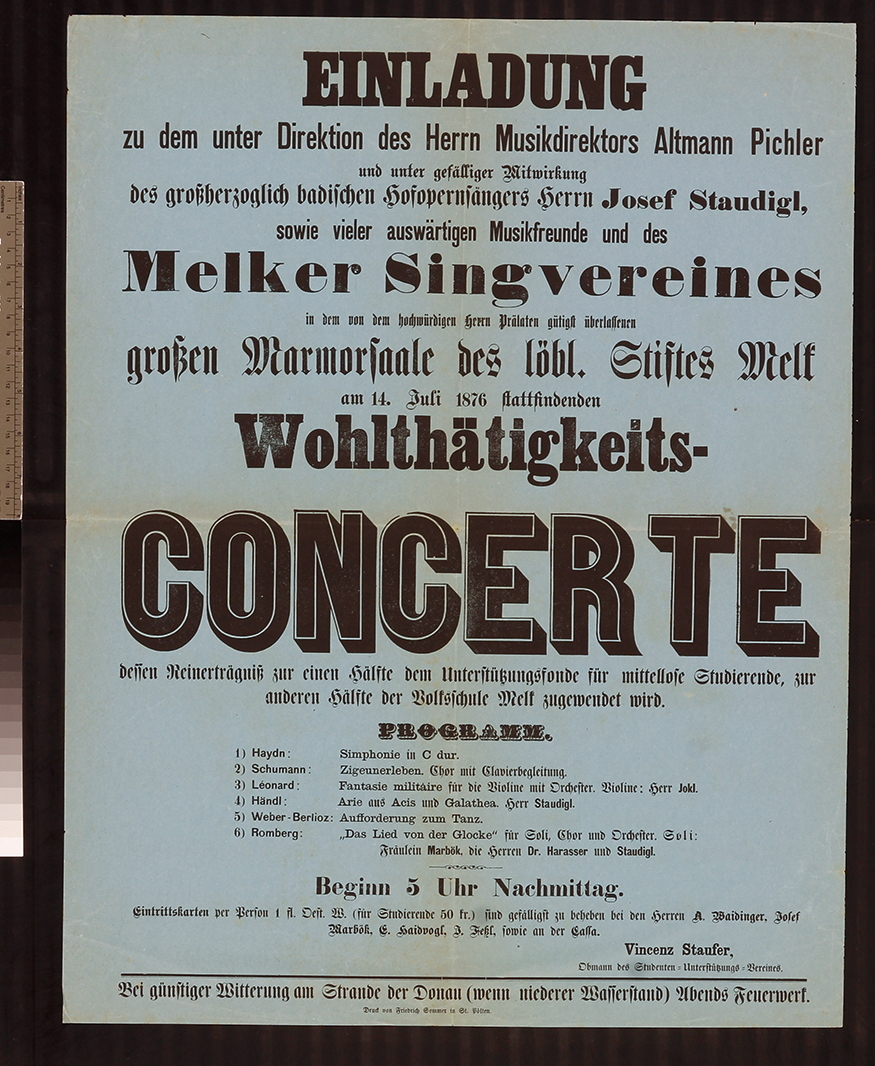 EINLADUNG
zu dem unter Direktion des Herrn Musikdirektors Altmann Pichler
und unter gefälliger Mitwirkung
des großherzoglich badischen Hofopernsängers Herrn Josef Staudigl,
sowie vieler auswärtigen Musikfreunde und des
Melker Singvereines
in dem von dem hochwürdigen Herrn Prälaten gütigst überlassenen
großen Marmorsaale des löbl. Stiftes Melk
am 14. Juli 1876 stattfindenden
Wohlthätigkeits-
CONCERTE
dessen Reinerträgniß zur einen Hälfte dem Unterstützungsfonde für mittellose Studierende, zur
anderen Hälfte der Volksschule Melk zugewendet wird.
PROGRAMM.
1) Haydn: Simphonie in C dur.
2) Schumann: Zigeunerleben. Chor mit Clavierbegleitung.
3) Léonard: Fantasie militäire für die Violine mit Orchester. Violine: Herr Jokl.
4) Händl: Arie aus Acis und Galathea. Herr Staudigl.
5) Weber-Berlioz: Aufforderung zum Tanz.
6) Romberg: „Das Lied von der Glocke“ für Soli, Chor und Orchester. Soli:
Fräulein Marbök, die Herren Dr. Harasser und Staudigl.
Beginn 5 Uhr Nachmittag.
Eintrittskarten per Person 1 fl. Oest. W. (für Studierende 50 kr.) sind gefälligst zu beheben bei den Herren A. Waidinger, Josef
Marbök, E. Haidvogl, J. Fekl, sowie an der Cassa.
Vincenz Staufer,
Obmann des Studenten-Unterstützungs-Vereines.
Bei günstiger Witterung am Strande der Donau (wenn niederer Wasserstand) Abends Feuerwerk.
Druck von Friedrich Sommer in St. Pölten.